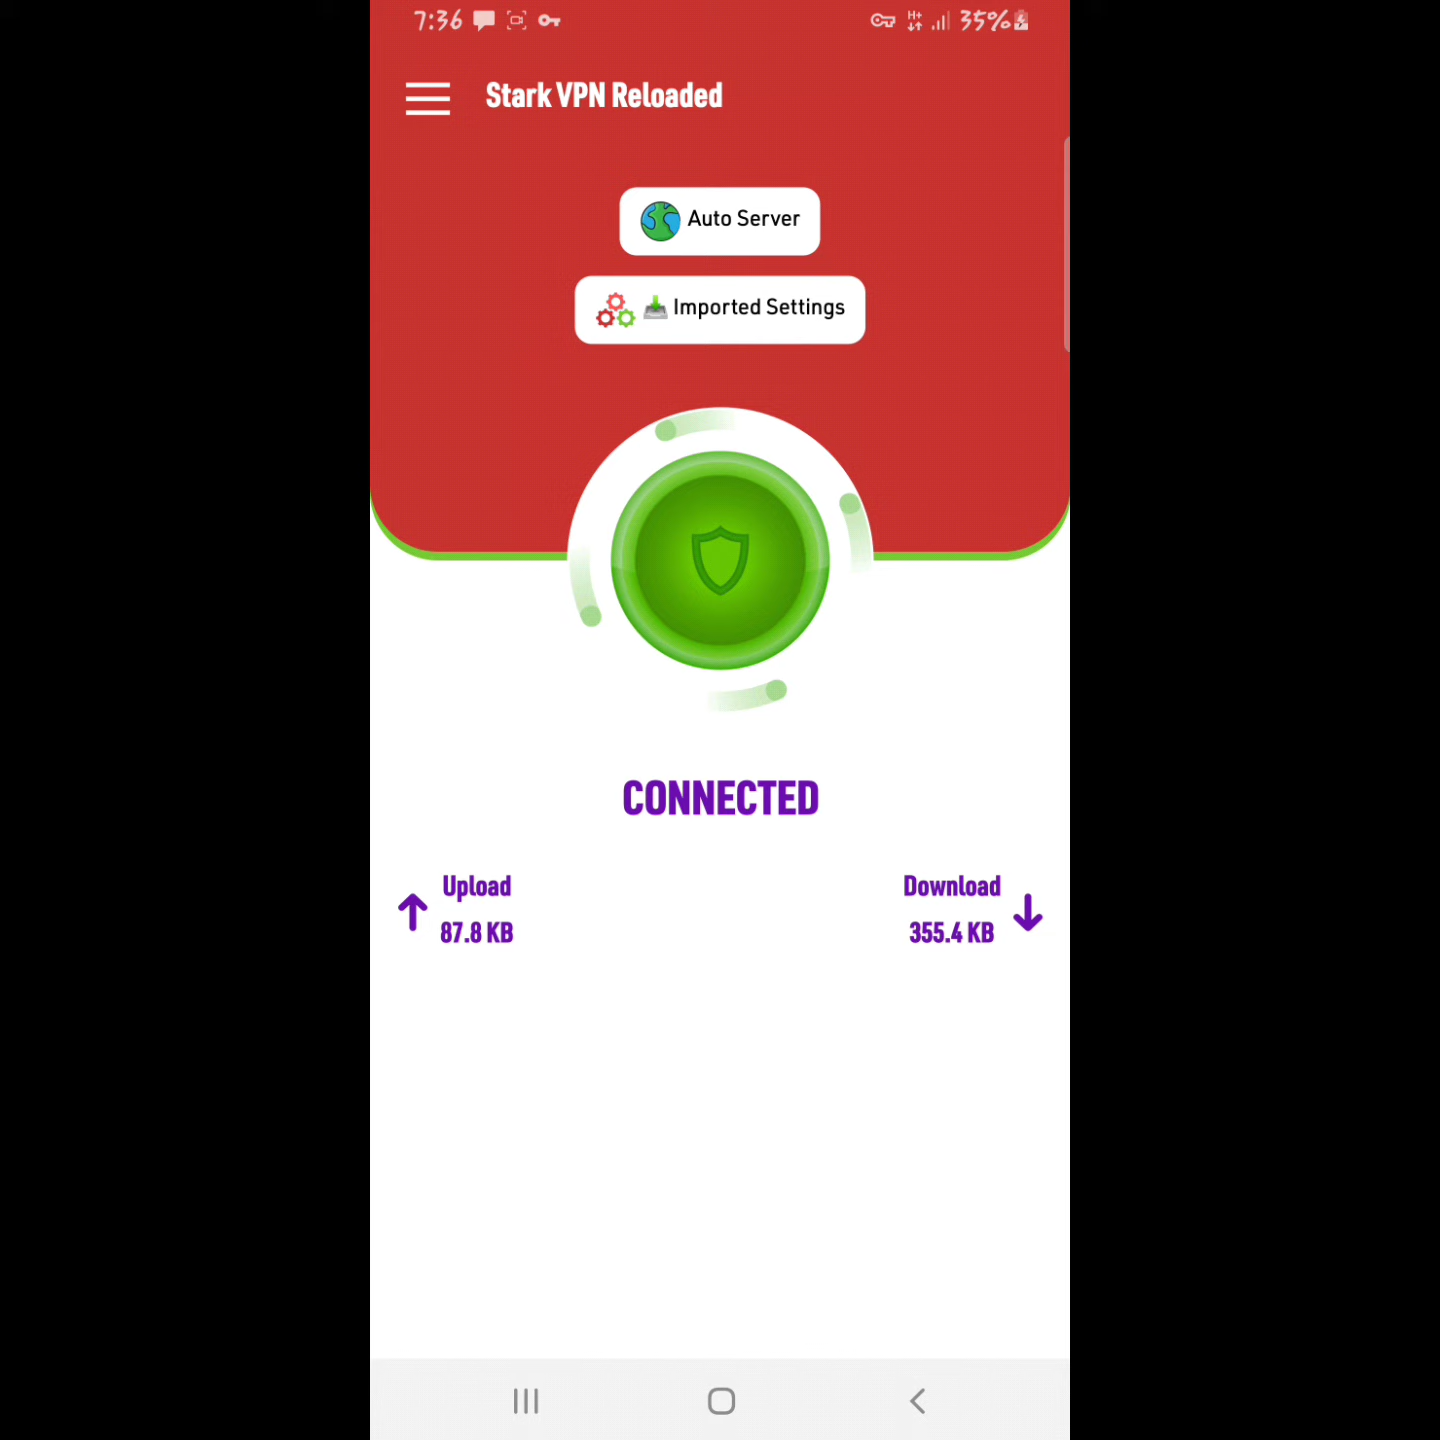 7:36 H+ 35%
Stark VPN Reloaded
Auto Server
Imported Settings
CONNECTED
Upload Download
87.8 KB 355.4 KB